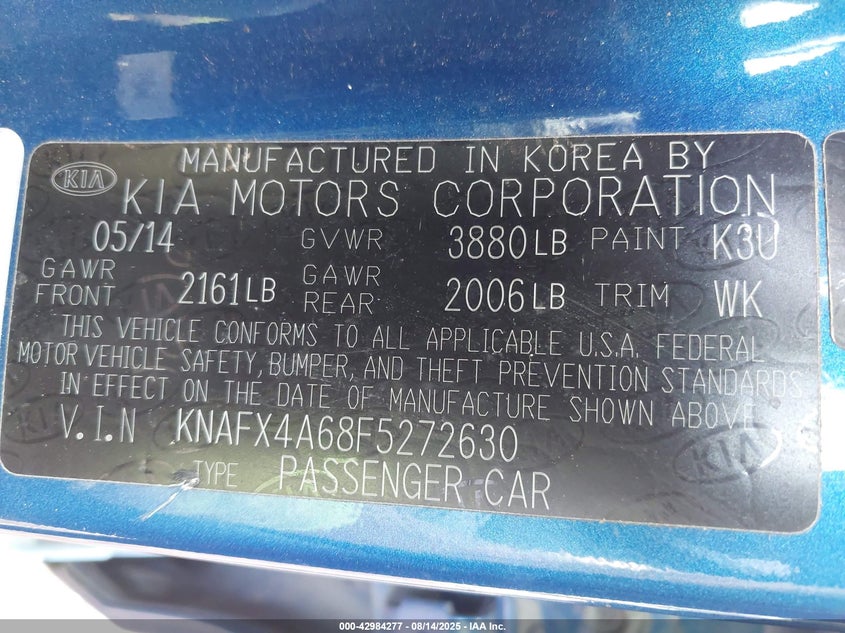 MANUFACTURED IN KOREA BY
KIA KIA MOTORS CORPORATION
05/14 GVWR 3880LB PAINT K3U
GAWR FRONT 2161LB GAWR REAR 2006LB TRIM WK
THIS VEHICLE CONFORMS TO ALL APPLICABLE U.S.A. FEDERAL
MOTOR VEHICLE SAFETY, BUMPER, AND THEFT PREVENTION STANDARDS
IN EFFECT ON THE DATE OF MANUFACTURE SHOWN ABOVE.
V.I.N KNAFX4A68F5272630
TYPE PASSENGER CAR
KIA
000-42984277 - 08/14/2025 - IAA Inc.